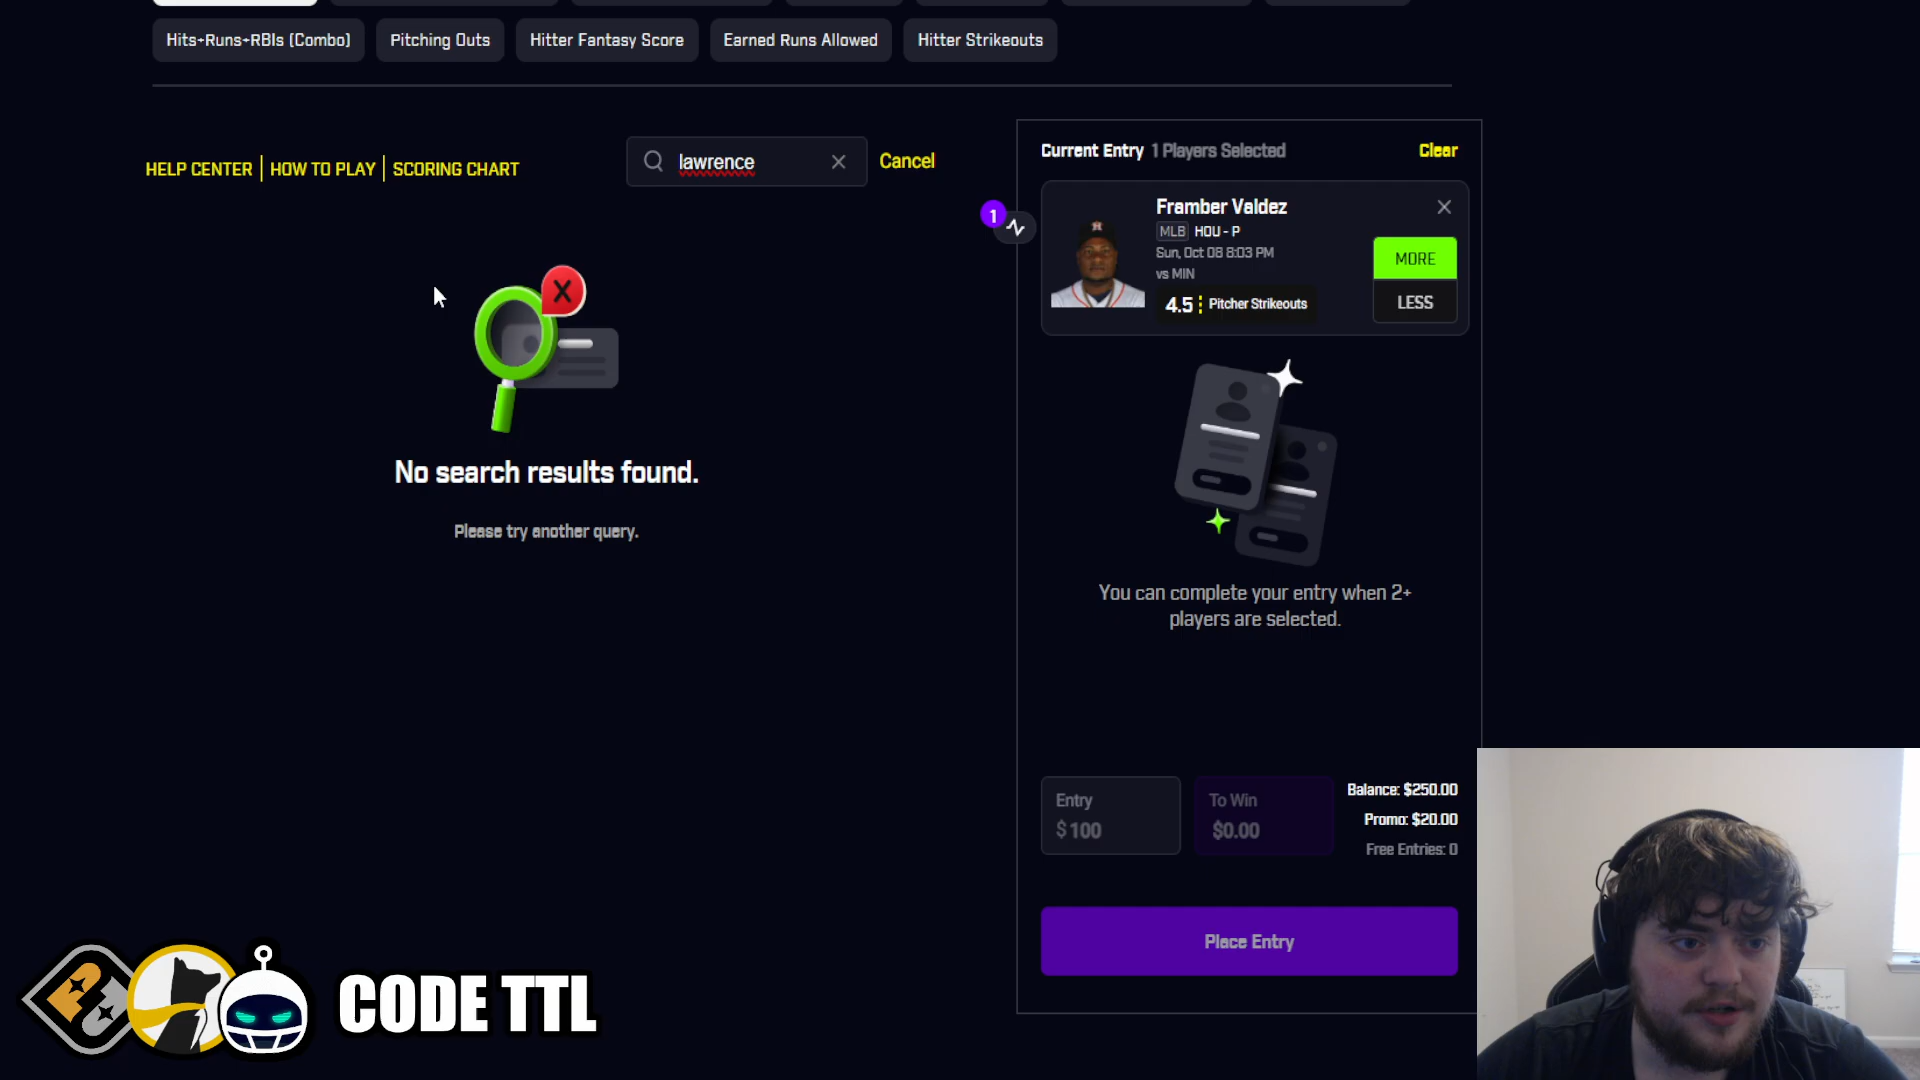 Hits+Runs+RBIs (Combo)
Pitching Outs
Hitter Fantasy Score
Earned Runs Allowed
Hitter Strikeouts
HELP CENTER
HOW TO PLAY
SCORING CHART
lawrence
Cancel
No search results found.
Please try another query.
Current Entry 1 Players Selected
Clear
1
Framber Valdez
MLB HOU - P
Sun, Oct 08 8:03 PM
vs MIN
4.5 Pitcher Strikeouts
MORE
LESS
You can complete your entry when 2+
players are selected.
Entry
$ 100
To Win
$0.00
Balance: $250.00
Promo: $20.00
Free Entries: 0
Place Entry
CODE TTL